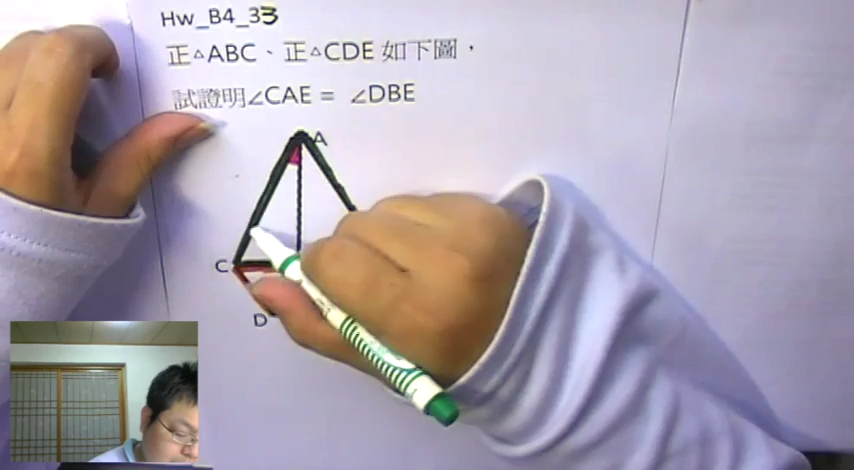 Hw_B4_33
正△ABC、正△CDE 如下圖，
試證明∠CAE = ∠DBE
A
C
D